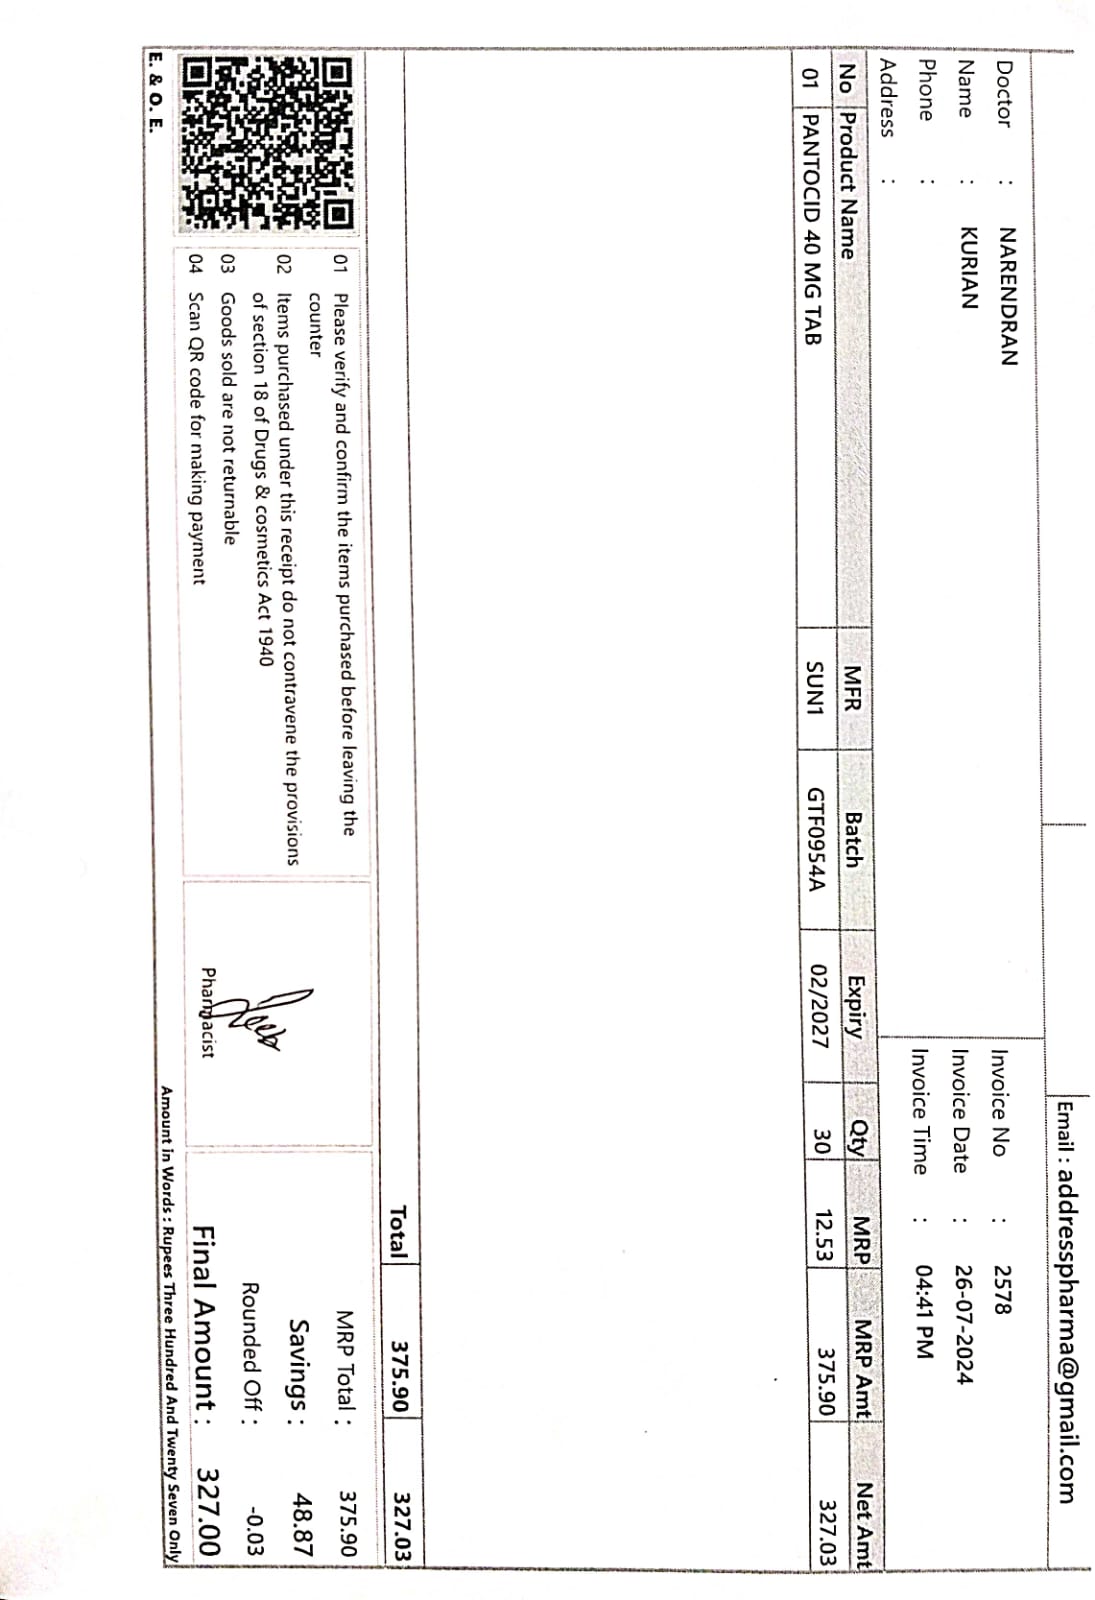 Email : addresspharma@gmail.com
Doctor : NARENDRAN
Name : KURIAN
Phone :
Address :
Invoice No : 2578
Invoice Date : 26-07-2024
Invoice Time : 04:41 PM
No Product Name MFR Batch Expiry Qty MRP MRP Amt Net Amt
01 PANTOCID 40 MG TAB SUN1 GTF0954A 02/2027 30 12.53 375.90 327.03
Total 375.90 327.03
01 Please verify and confirm the items purchased before leaving the
counter
02 Items purchased under this receipt do not contravene the provisions
of section 18 of Drugs & cosmetics Act 1940
03 Goods sold are not returnable
04 Scan QR code for making payment
Pharmacist
MRP Total : 375.90
Savings : 48.87
Rounded Off : -0.03
Final Amount : 327.00
E. & O. E.
Amount in Words : Rupees Three Hundred And Twenty Seven Only